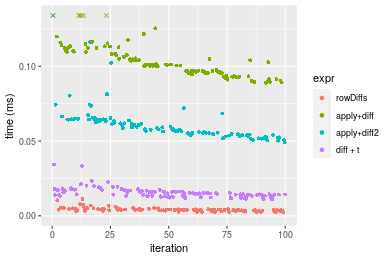 time (ms)
0.10
0.05
0.00
0
25
50
75
100
iteration
expr
rowDiffs
apply+diff
apply+diff2
diff + t